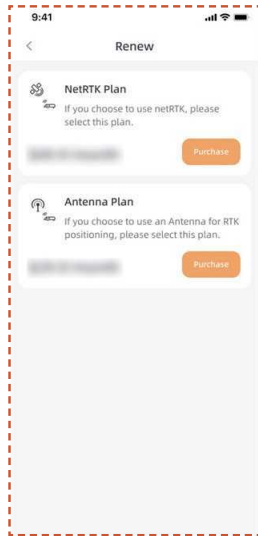 9:41
Renew
NetRTK Plan
If you choose to use netRTK, please
select this plan.
Purchase
Antenna Plan
If you choose to use an Antenna for RTK
positioning, please select this plan.
Purchase